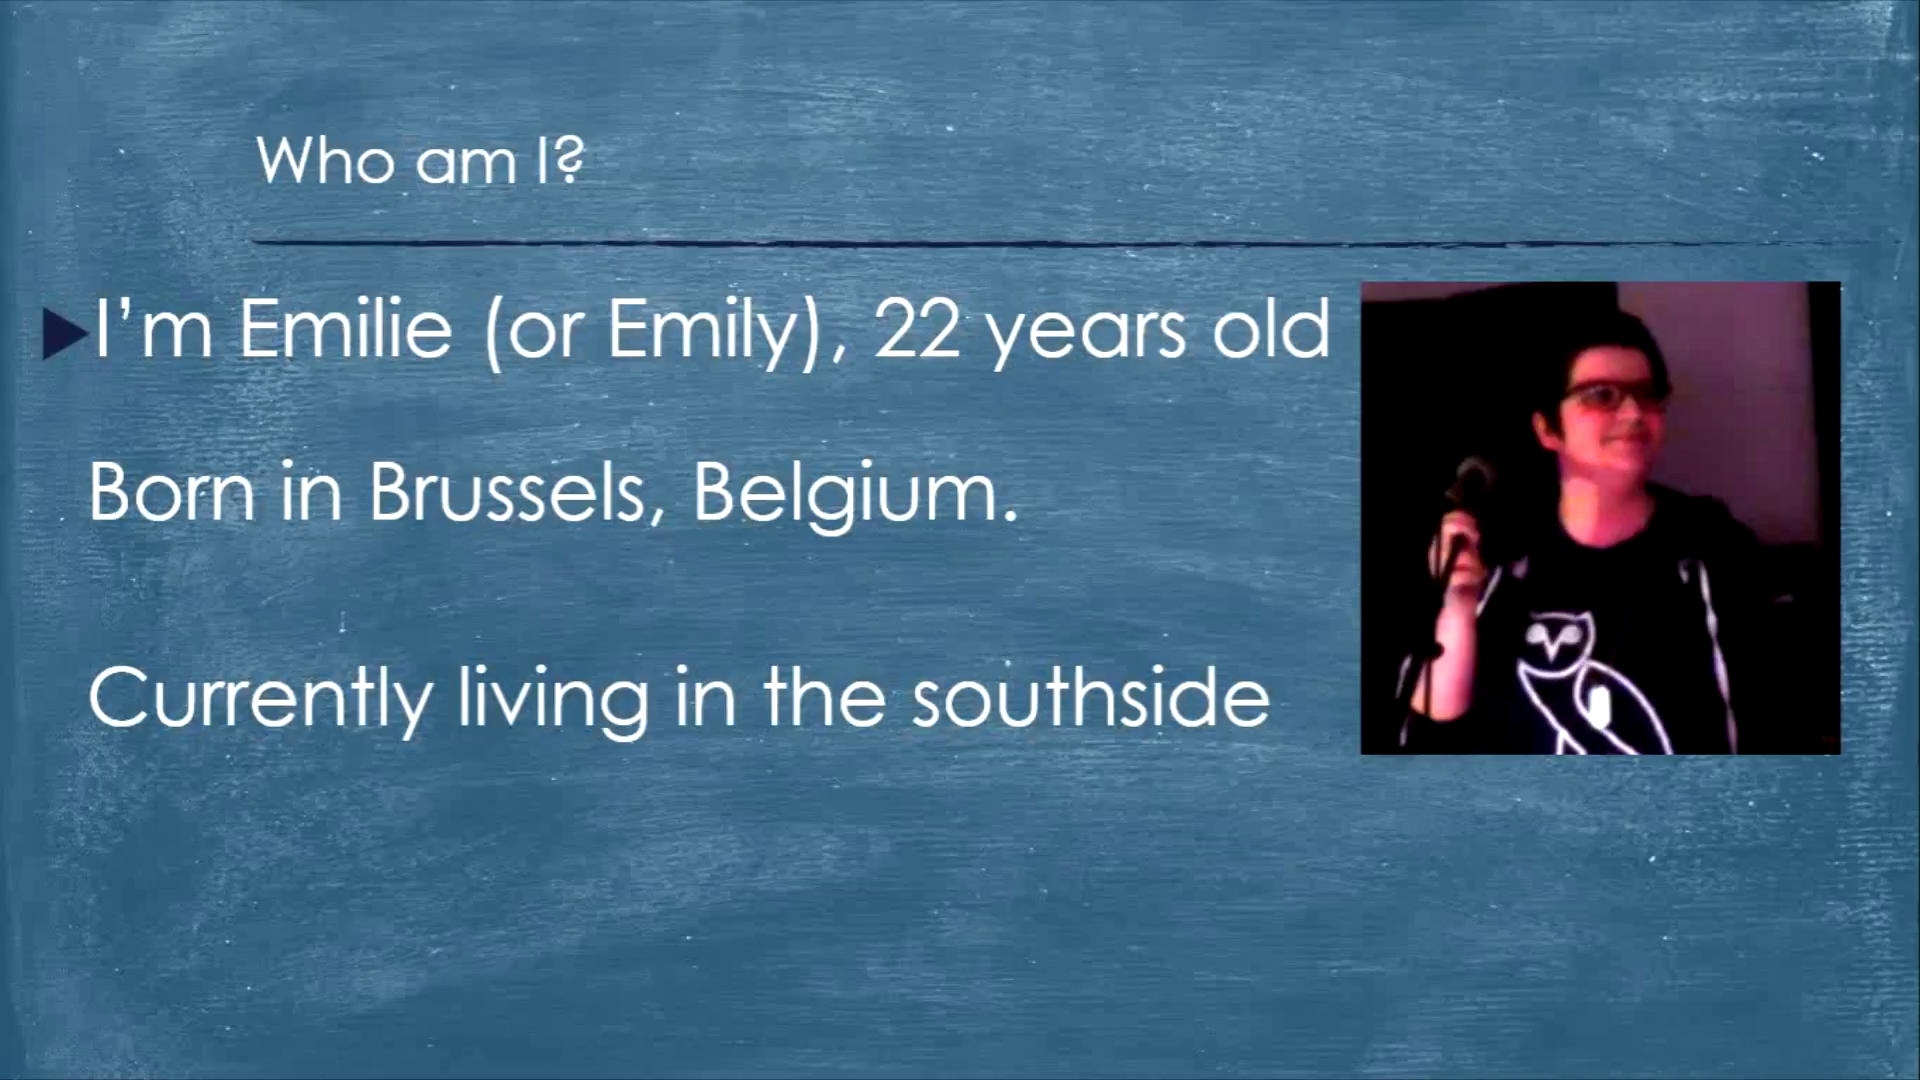 Who am I?
I'm Emilie (or Emily), 22 years old
Born in Brussels, Belgium.
Currently living in the southside